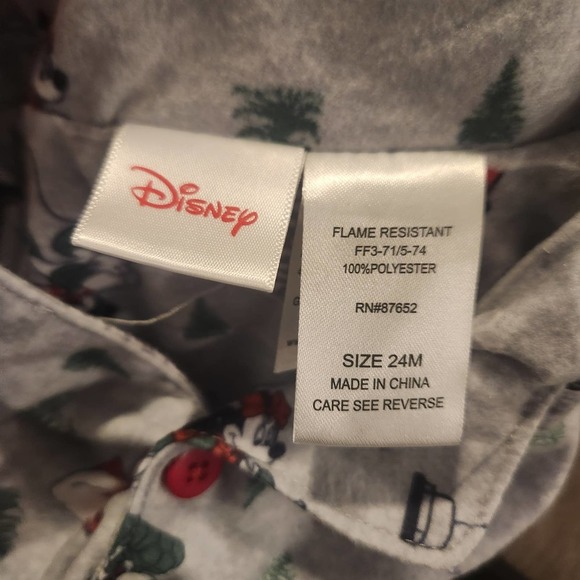 Disney
FLAME RESISTANT
FF3-71/5-74
100%POLYESTER
RN#87652
SIZE 24M
MADE IN CHINA
CARE SEE REVERSE